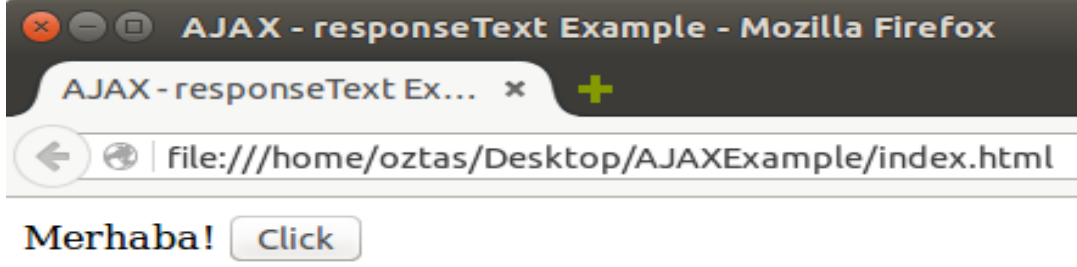 AJAX - responseText Example - Mozilla Firefox
AJAX - responseText Ex...
file:///home/oztas/Desktop/AJAXExample/index.html
Merhaba! Click